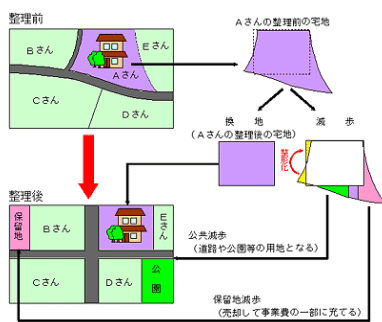 整理前
Aさんの整理前の宅地
Bさん
Eさん
Aさん
Cさん
Dさん
換地
減歩
(Aさんの整理後の宅地)
整形化
整理後
保留地
Bさん
Eさん
Cさん
Dさん
公園
公共減歩
(道路や公園等の用地となる)
保留地減歩
(売却して事業費の一部に充てる)